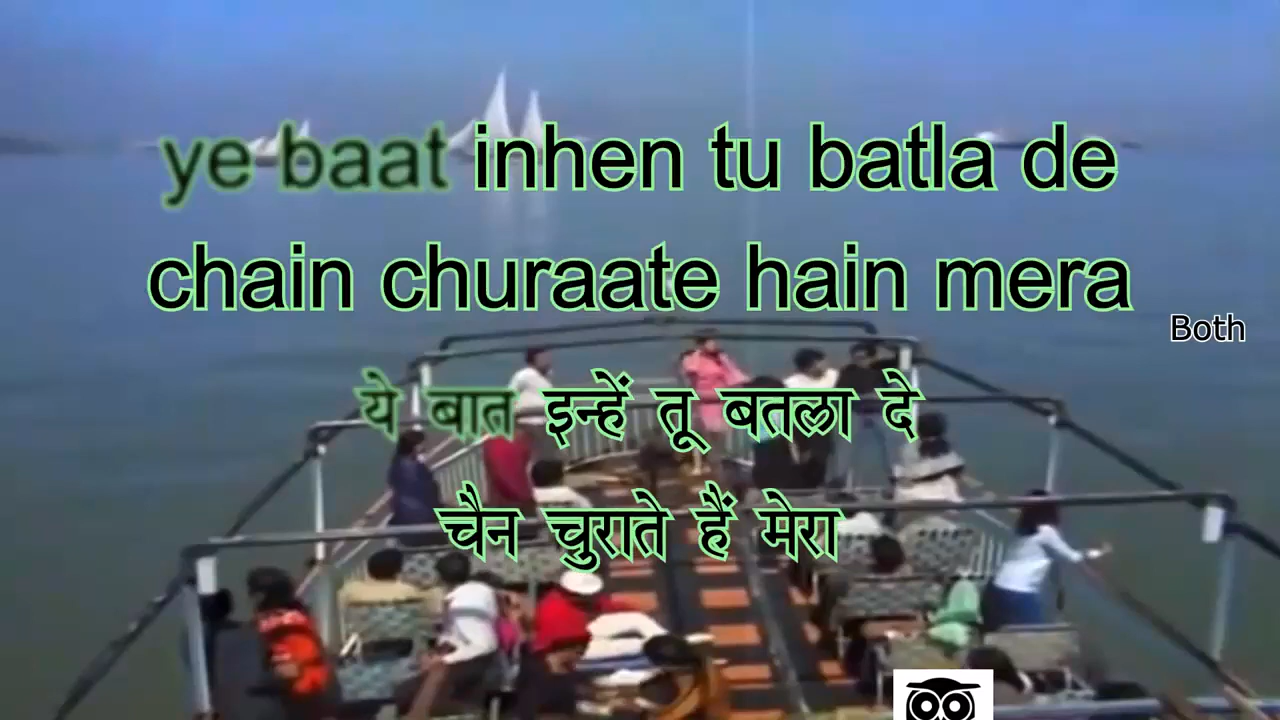 ye baat inhen tu batla de
chain churaate hain mera
Both
ये बात इन्हें तू बतला दे
चैन चुराते हैं मेरा